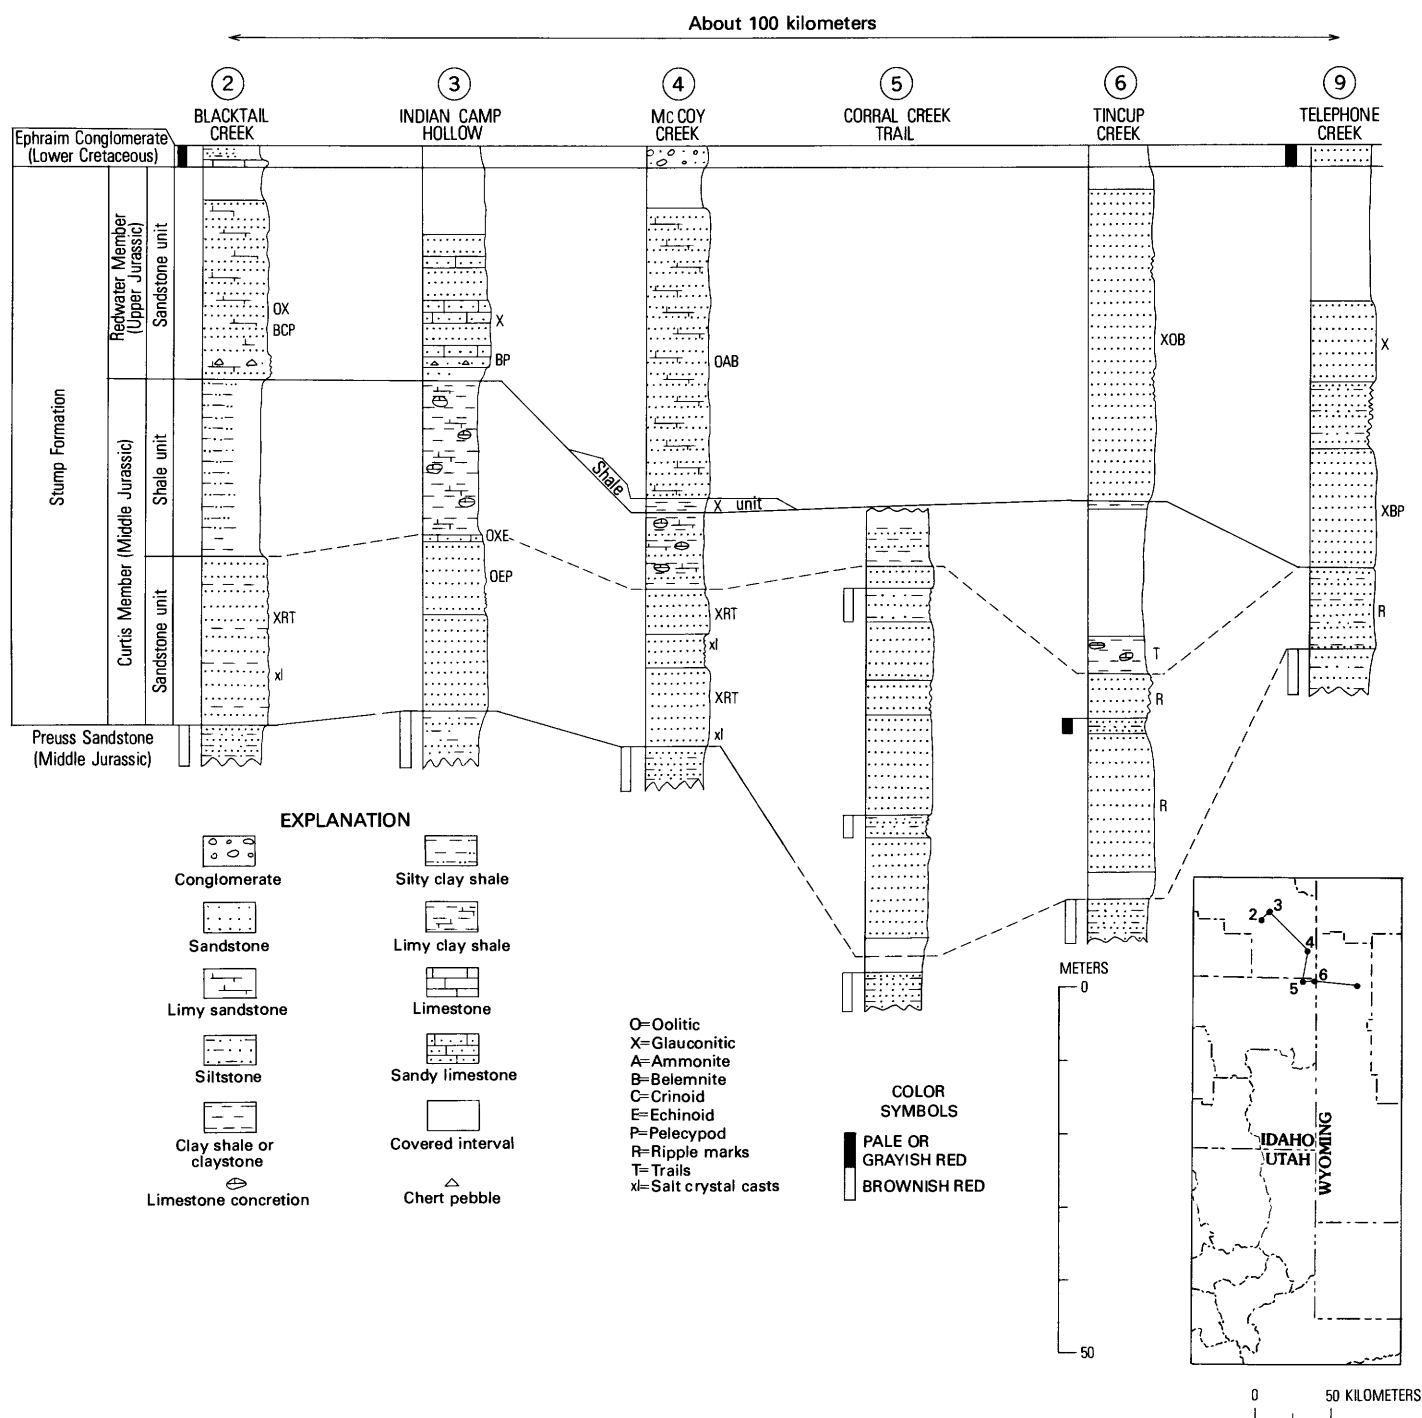 About 100 kilometers
2
BLACKTAIL
CREEK
3
INDIAN CAMP
HOLLOW
4
McCOY
CREEK
5
CORRAL CREEK
TRAIL
6
TINCUP
CREEK
9
TELEPHONE
CREEK
Ephraim Conglomerate
(Lower Cretaceous)
Stump Formation
Redwater Member
(Upper Jurassic)
Sandstone unit
Curtis Member (Middle Jurassic)
Shale unit
Sandstone unit
Preuss Sandstone
(Middle Jurassic)
OX
BCP
XRT
xl
X
BP
OXE
OEP
Shale
unit
OAB
X
XRT
xl
XRT
xl
XOB
T
R
R
X
XBP
R
EXPLANATION
Conglomerate
Sandstone
Limy sandstone
Siltstone
Clay shale or
claystone
Limestone concretion
Silty clay shale
Limy clay shale
Limestone
Sandy limestone
Covered interval
Chert pebble
O=Oolitic
X=Glauconitic
A=Ammonite
B=Belemnite
C=Crinoid
E=Echinoid
P=Pelecypod
R=Ripple marks
T=Trails
xl=Salt crystal casts
COLOR
SYMBOLS
PALE OR
GRAYISH RED
BROWNISH RED
METERS
0
50
2
3
4
5
6
IDAHO
UTAH
WYOMING
0 50 KILOMETERS